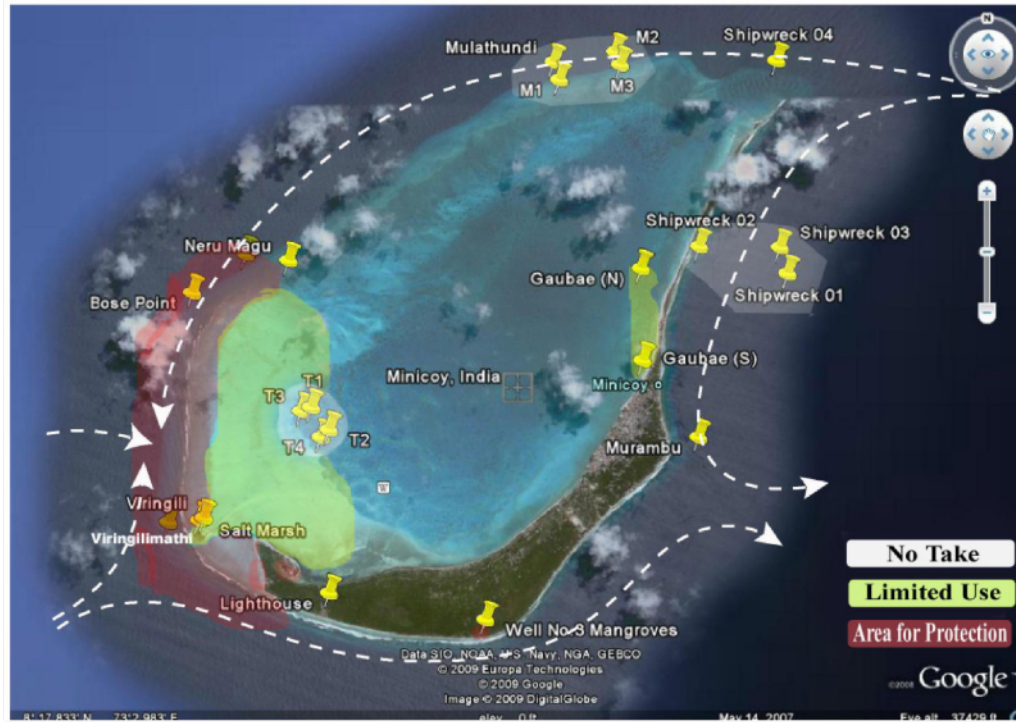 N
Mulathundi
M2
Shipwreck 04
M1
M3
Neru Magu
Shipwreck 02
Shipwreck 03
Gaubae (N)
Bose Point
Shipwreck 01
Gaubae (S)
T1
Minicoy, India
Minicoy
T3
T2
T4
Murambu
Viringili
Viringilimathi
Salt Marsh
No Take
Limited Use
Lighthouse
Well No 3 Mangroves
Area for Protection
Data SIO, NOAA, U.S. Navy, NGA, GEBCO
© 2009 Europa Technologies
© 2009 Google
Image © 2009 DigitalGlobe
Google
8° 17.833' N 73°2.983' E
elev 0 ft
May 14, 2007
Eye alt 37429 ft